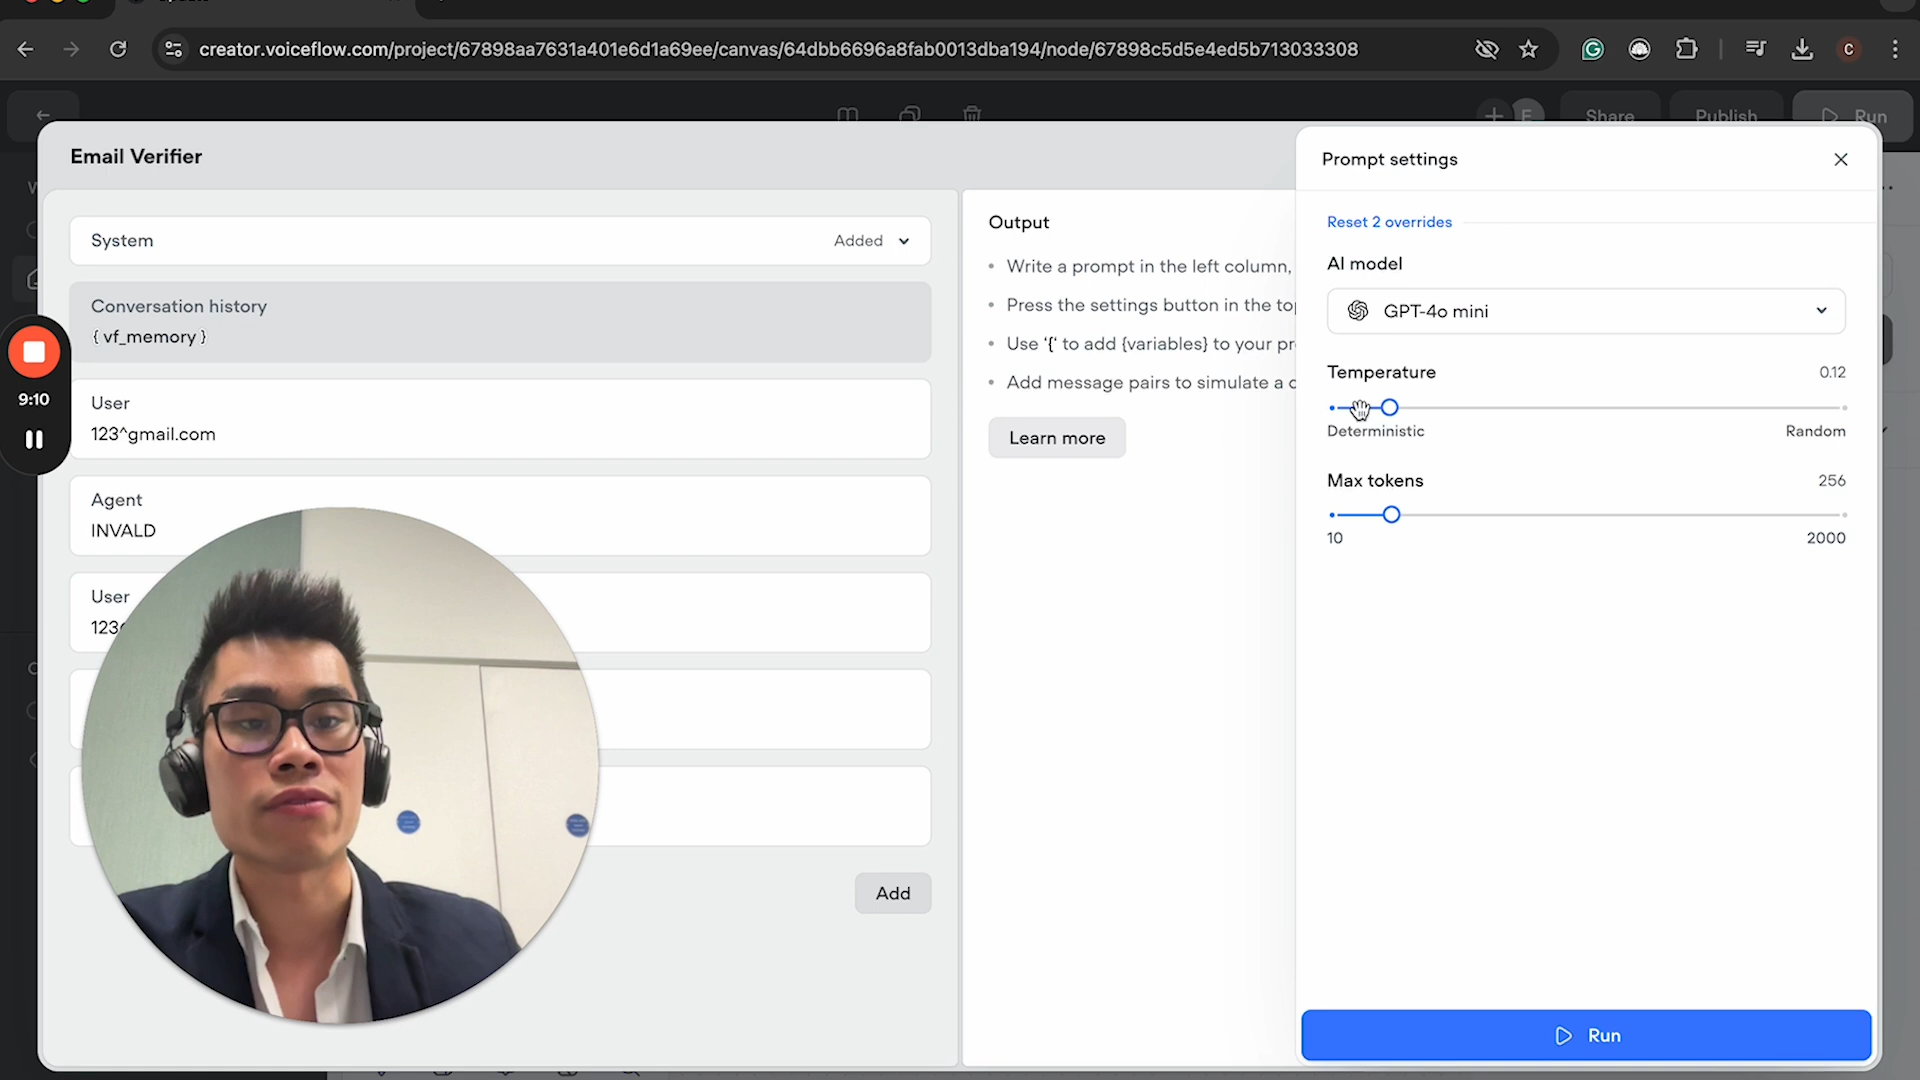 creator.voiceflow.com/project/67898aa7631a401e6d1a69ee/canvas/64dbb6696a8fab0013dba194/node/67898c5d5e4ed5b713033308
C
E
Share
Publish
Run
Email Verifier
System
Added
Conversation history
{ vf_memory }
User
123^gmail.com
Agent
INVALD
User
123
Add
9:10
Output
Write a prompt in the left column,
Press the settings button in the
Use '{' to add {variables} to your
Add message pairs to simulate a
Learn more
Prompt settings
Reset 2 overrides
AI model
GPT-4o mini
Temperature
0.12
Deterministic
Random
Max tokens
256
10
2000
Run